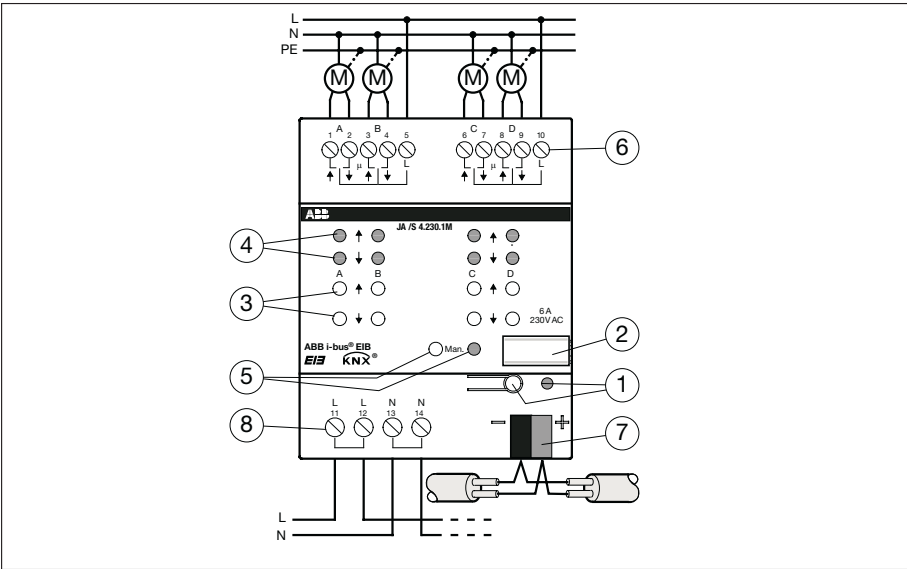 L
N
PE
M M M M
A B C D
1 2 3 4 5 6 7 8 9 10
µ L µ L
6
ABB
JA /S 4.230.1M
4
A B C D
3
6 A
230V AC
2
ABB i-bus® EIB
EIB KNX®
Man.
5
1
L L N N
11 12 13 14
8
- +
7
L
N